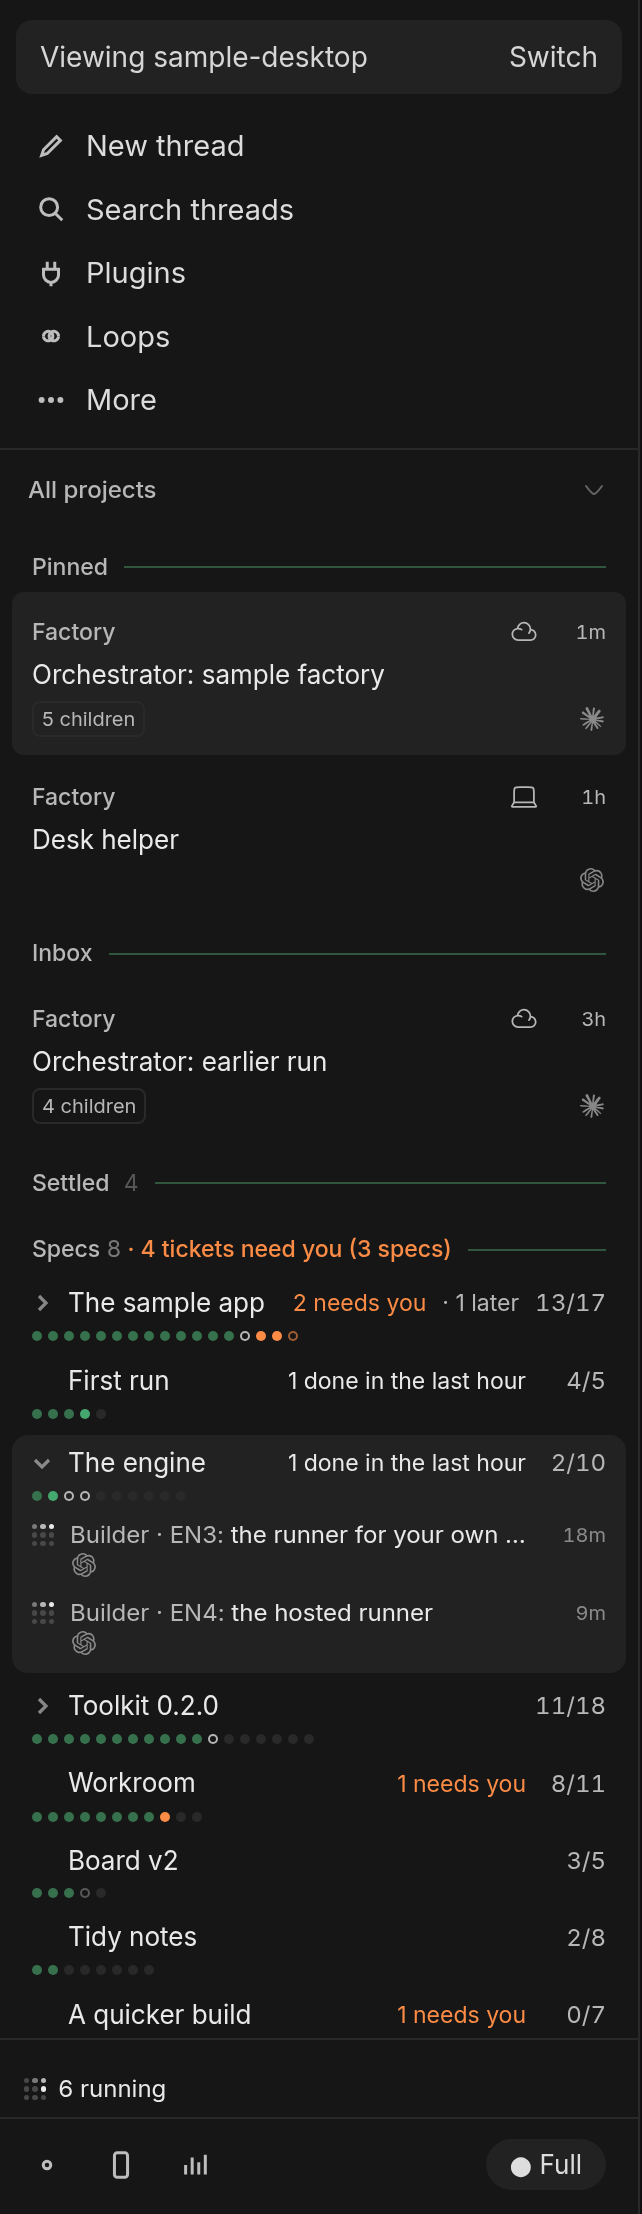 Viewing sample-desktop Switch
New thread
Search threads
Plugins
Loops
More
All projects
Pinned
Factory 1m
Orchestrator: sample factory
5 children
Factory 1h
Desk helper
Inbox
Factory 3h
Orchestrator: earlier run
4 children
Settled 4
Specs 8 · 4 tickets need you (3 specs)
The sample app 2 needs you · 1 later 13/17
First run 1 done in the last hour 4/5
The engine 1 done in the last hour 2/10
Builder · EN3: the runner for your own ... 18m
Builder · EN4: the hosted runner 9m
Toolkit 0.2.0 11/18
Workroom 1 needs you 8/11
Board v2 3/5
Tidy notes 2/8
A quicker build 1 needs you 0/7
6 running
Full